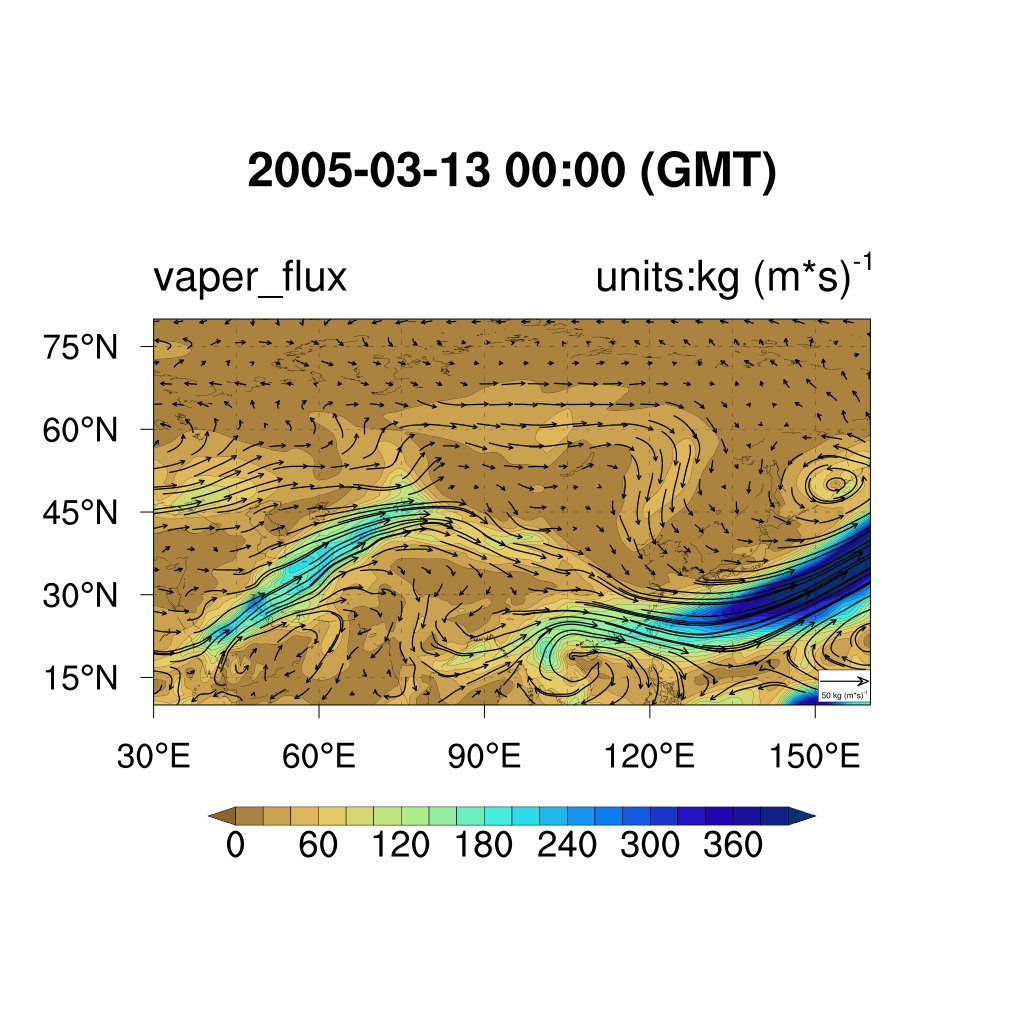 2005-03-13 00:00 (GMT)
vaper_flux units:kg (m*s)⁻¹
75°N
60°N
45°N
30°N
15°N
50 kg (m*s)⁻¹
30°E 60°E 90°E 120°E 150°E
0 60 120 180 240 300 360